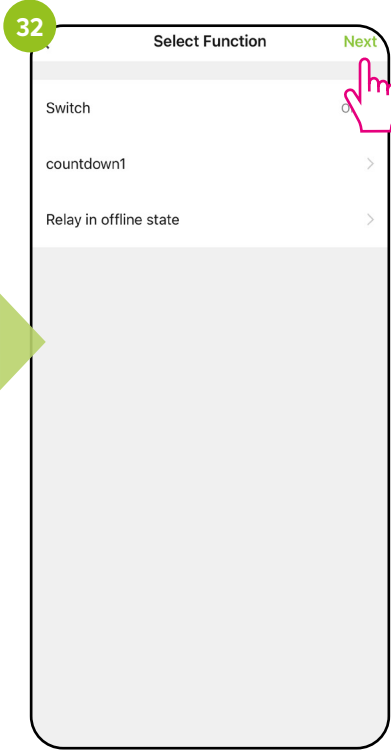 32
Select Function
Next
Switch
countdown1
Relay in offline state